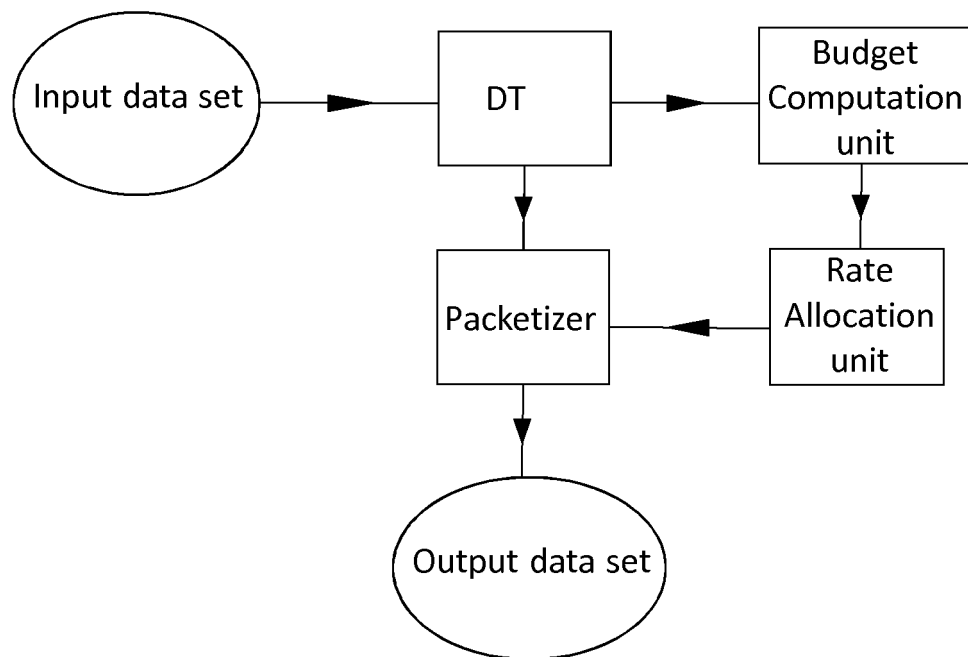 Input data set
DT
Budget
Computation
unit
Packetizer
Rate
Allocation
unit
Output data set